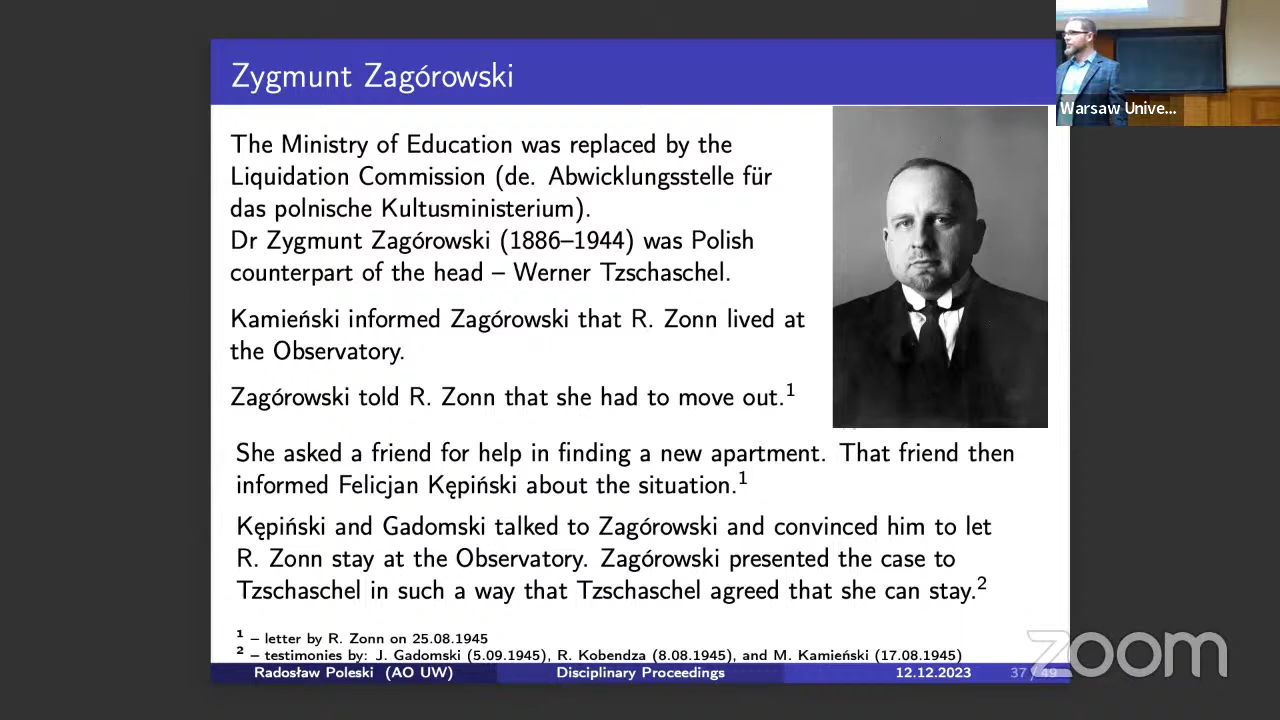 Zygmunt Zagórowski
The Ministry of Education was replaced by the
Liquidation Commission (de. Abwicklungsstelle für
das polnische Kultusministerium).
Dr Zygmunt Zagórowski (1886–1944) was Polish
counterpart of the head – Werner Tzschaschel.
Kamieński informed Zagórowski that R. Zonn lived at
the Observatory.
Zagórowski told R. Zonn that she had to move out.¹
She asked a friend for help in finding a new apartment. That friend then
informed Felicjan Kępiński about the situation.¹
Kępiński and Gadomski talked to Zagórowski and convinced him to let
R. Zonn stay at the Observatory. Zagórowski presented the case to
Tzschaschel in such a way that Tzschaschel agreed that she can stay.²
¹ – letter by R. Zonn on 25.08.1945
² – testimonies by: J. Gadomski (5.09.1945), R. Kobendza (8.08.1945), and M. Kamieński (17.08.1945)
Radosław Poleski (AO UW) Disciplinary Proceedings 12.12.2023 37 / 49
Warsaw Unive...
zoom